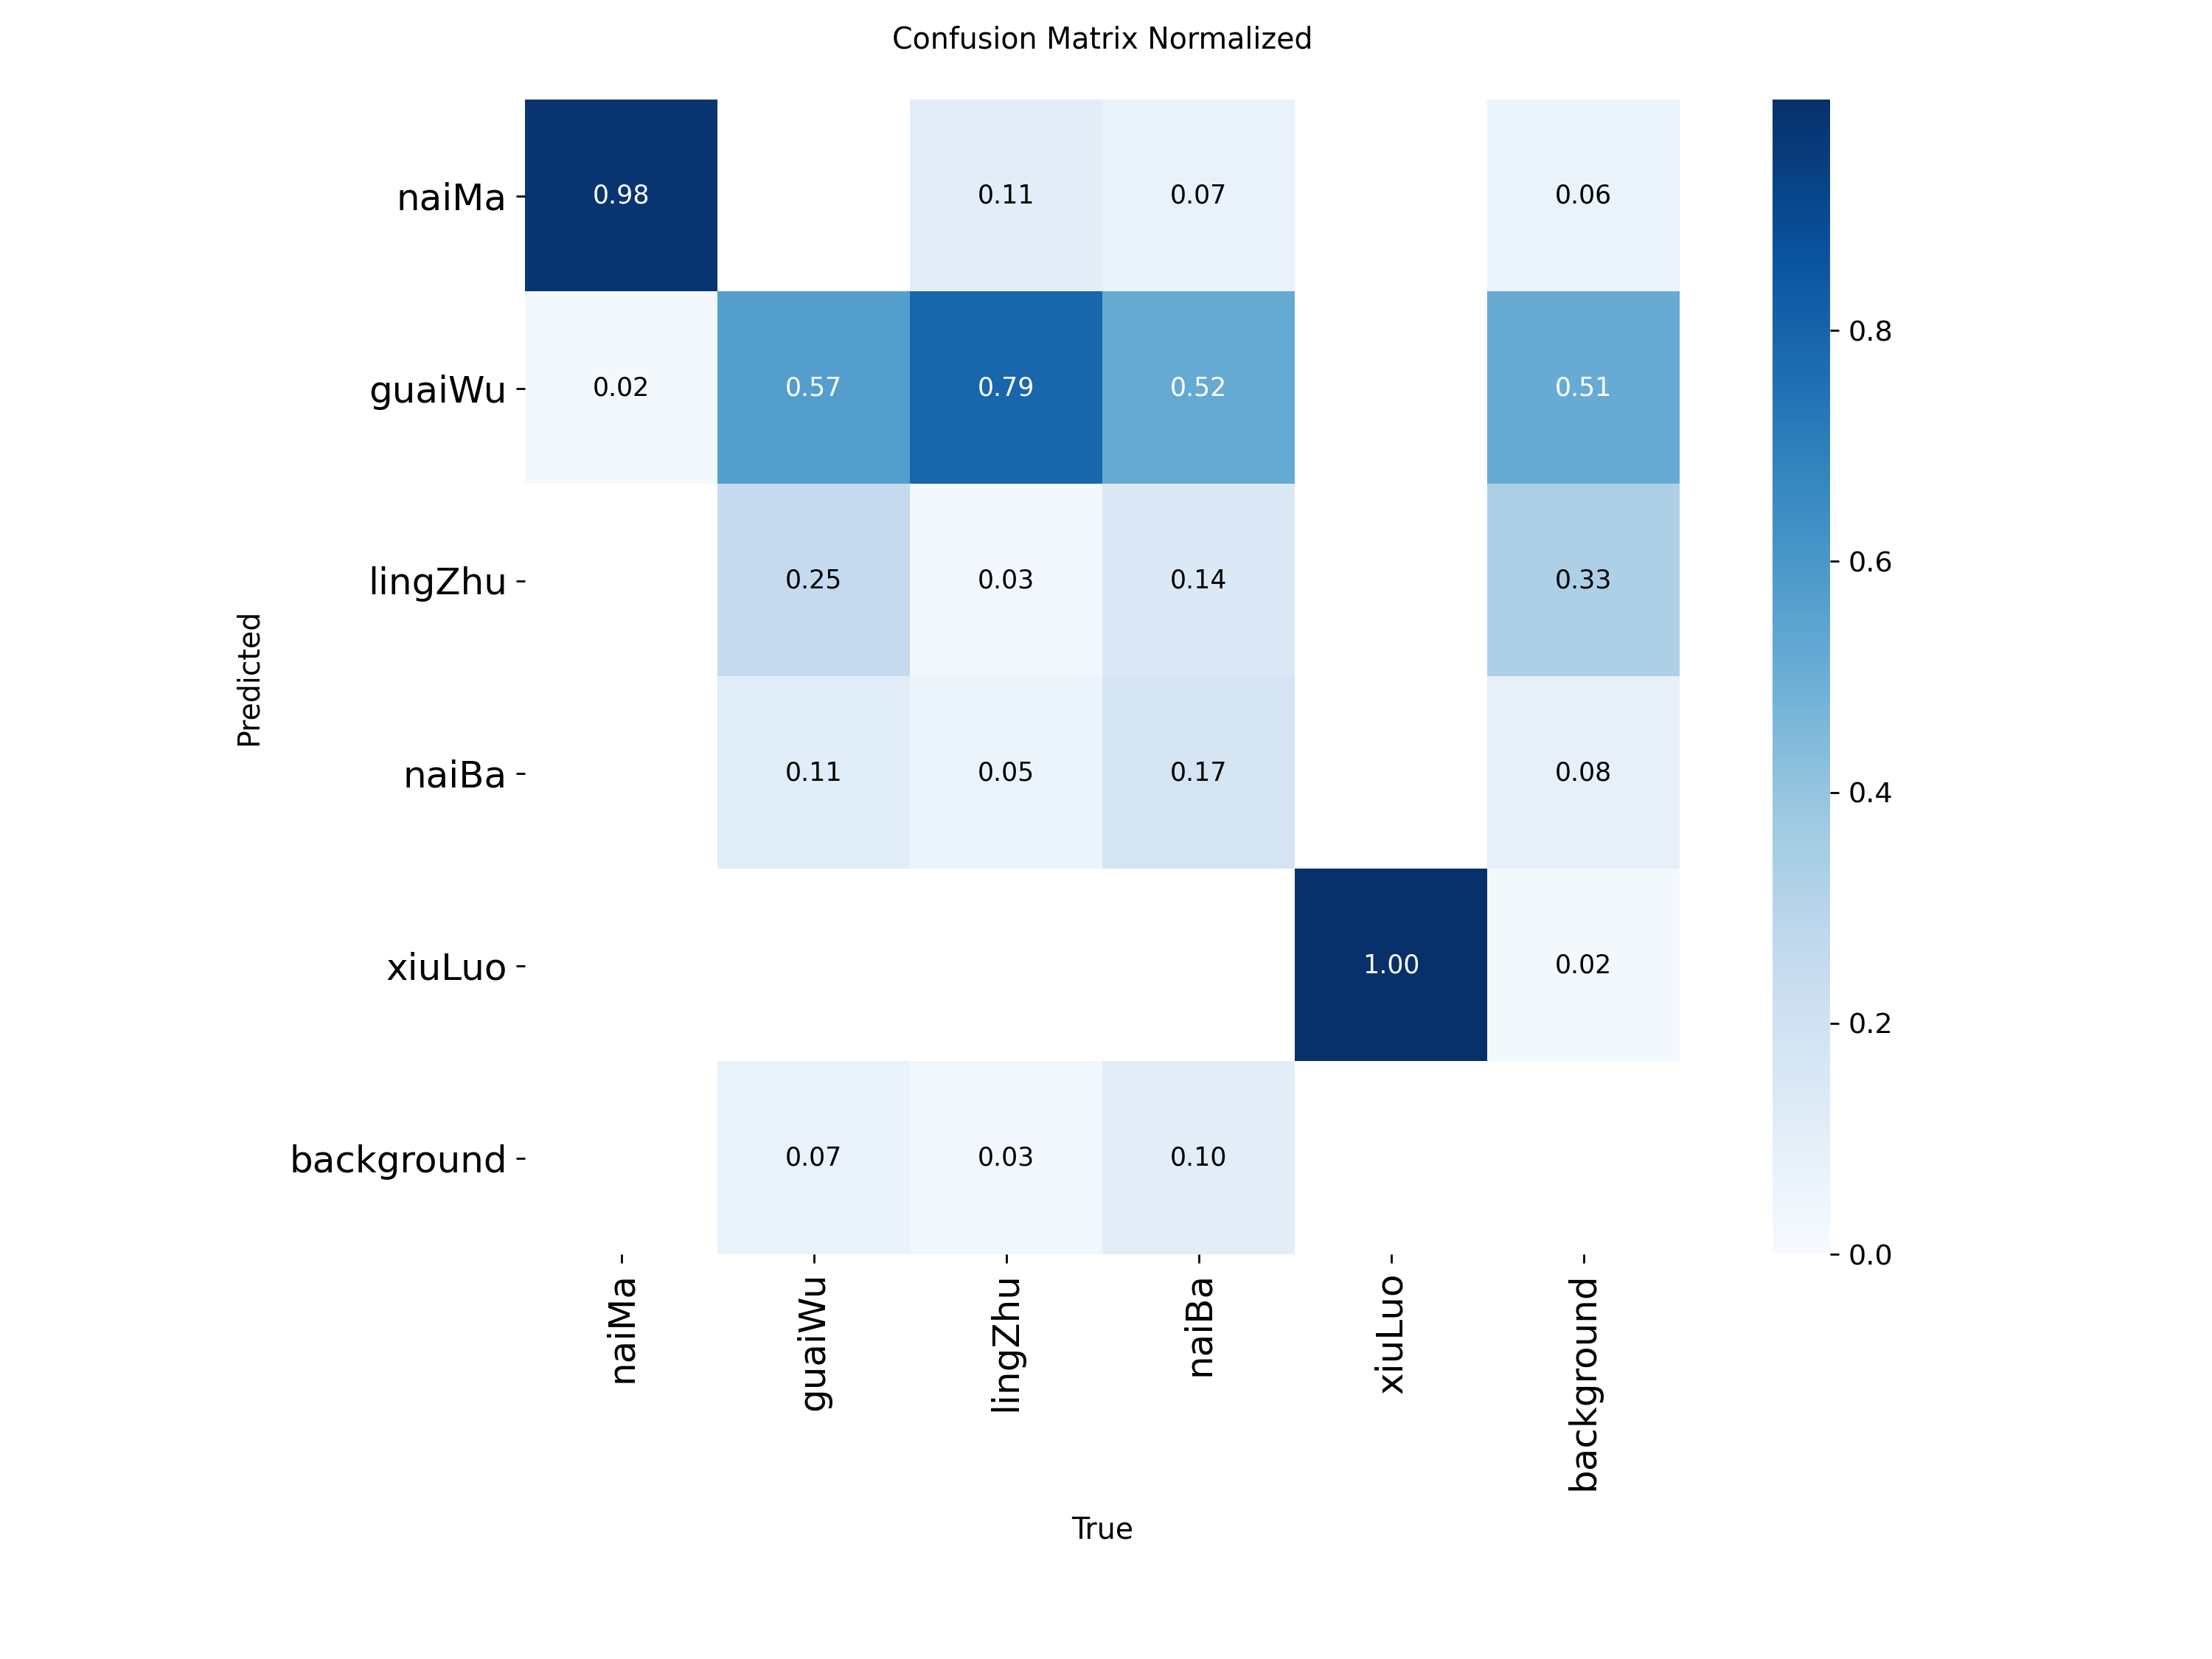 Confusion Matrix Normalized
naiMa 0.98 0.11 0.07 0.06
guaiWu 0.02 0.57 0.79 0.52 0.51
lingZhu 0.25 0.03 0.14 0.33
naiBa 0.11 0.05 0.17 0.08
xiuLuo 1.00 0.02
background 0.07 0.03 0.10
Predicted
naiMa guaiWu lingZhu naiBa xiuLuo background
True
0.8
0.6
0.4
0.2
0.0